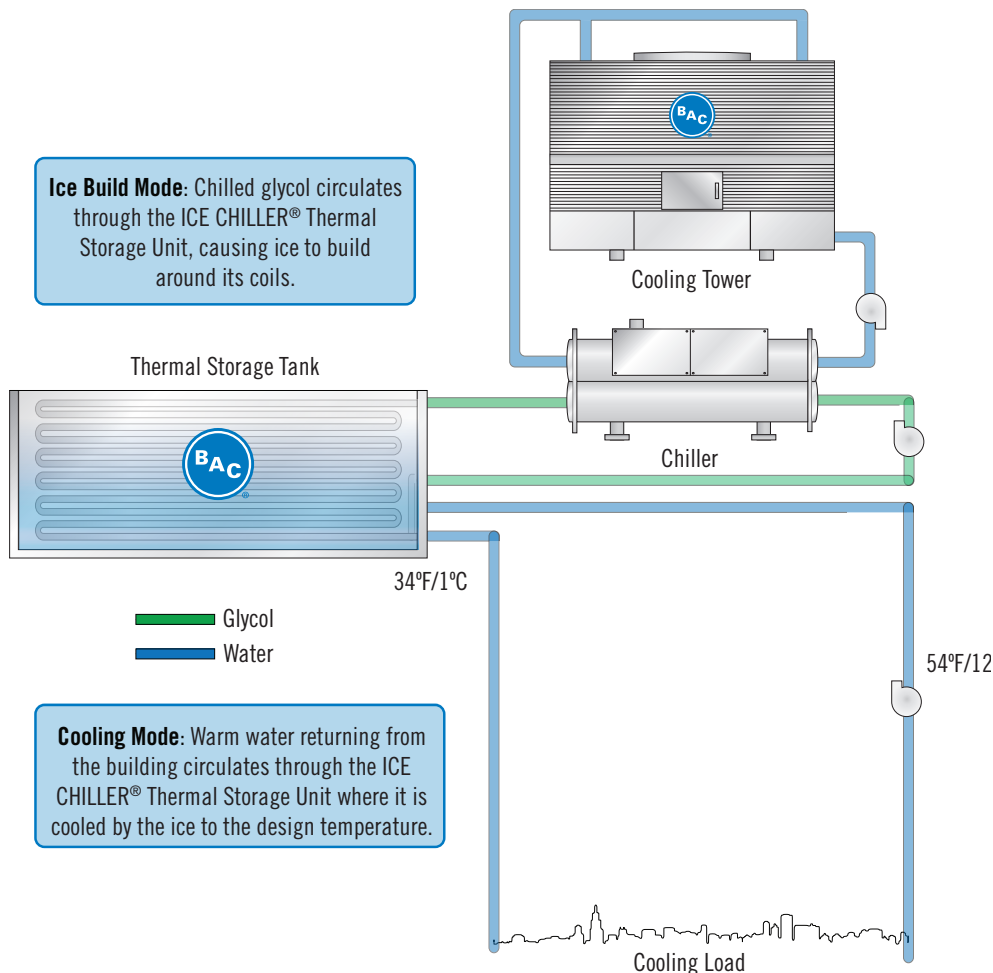 BAC
®
Ice Build Mode: Chilled glycol circulates
through the ICE CHILLER® Thermal
Storage Unit, causing ice to build
around its coils.
Cooling Tower
Thermal Storage Tank
BAC
®
Chiller
34ºF/1ºC
Glycol
Water
54ºF/12
Cooling Mode: Warm water returning from
the building circulates through the ICE
CHILLER® Thermal Storage Unit where it is
cooled by the ice to the design temperature.
Cooling Load